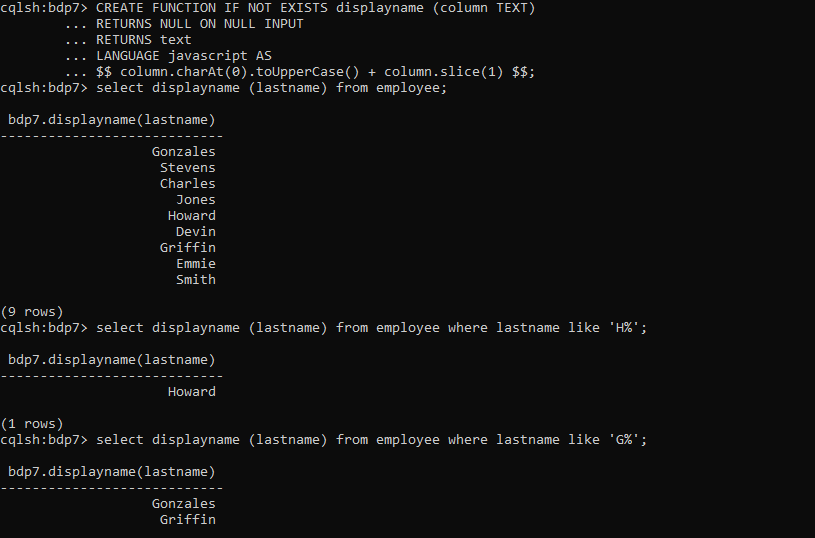 cqlsh:bdp7> CREATE FUNCTION IF NOT EXISTS displayname (column TEXT)
        ... RETURNS NULL ON NULL INPUT
        ... RETURNS text
        ... LANGUAGE javascript AS
        ... $$ column.charAt(0).toUpperCase() + column.slice(1) $$;
cqlsh:bdp7> select displayname (lastname) from employee;
 bdp7.displayname(lastname)
----------------------------
                   Gonzales
                    Stevens
                    Charles
                      Jones
                     Howard
                      Devin
                    Griffin
                      Emmie
                      Smith
(9 rows)
cqlsh:bdp7> select displayname (lastname) from employee where lastname like 'H%';
 bdp7.displayname(lastname)
----------------------------
                     Howard
(1 rows)
cqlsh:bdp7> select displayname (lastname) from employee where lastname like 'G%';
 bdp7.displayname(lastname)
----------------------------
                   Gonzales
                    Griffin